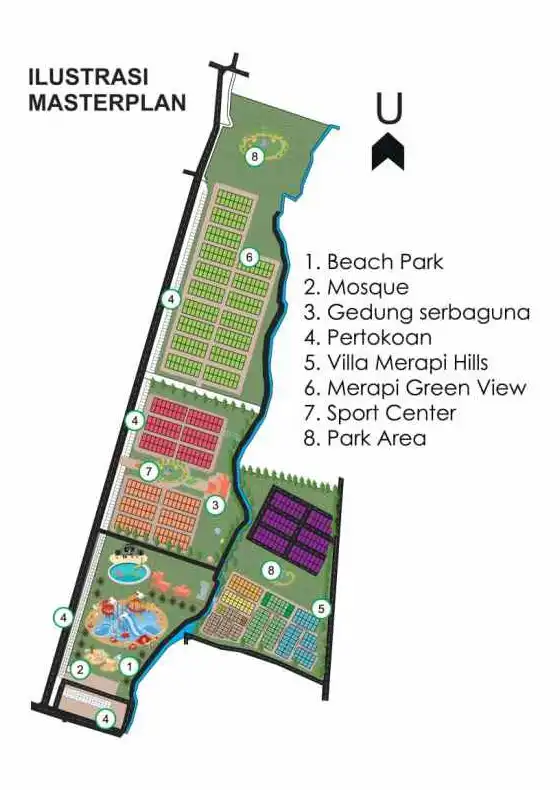 ILUSTRASI
MASTERPLAN
U
8
6
4
1. Beach Park
2. Mosque
3. Gedung serbaguna
4. Pertokoan
5. Villa Merapi Hills
6. Merapi Green View
7. Sport Center
8. Park Area
4
7
3
8
5
4
1
2
4